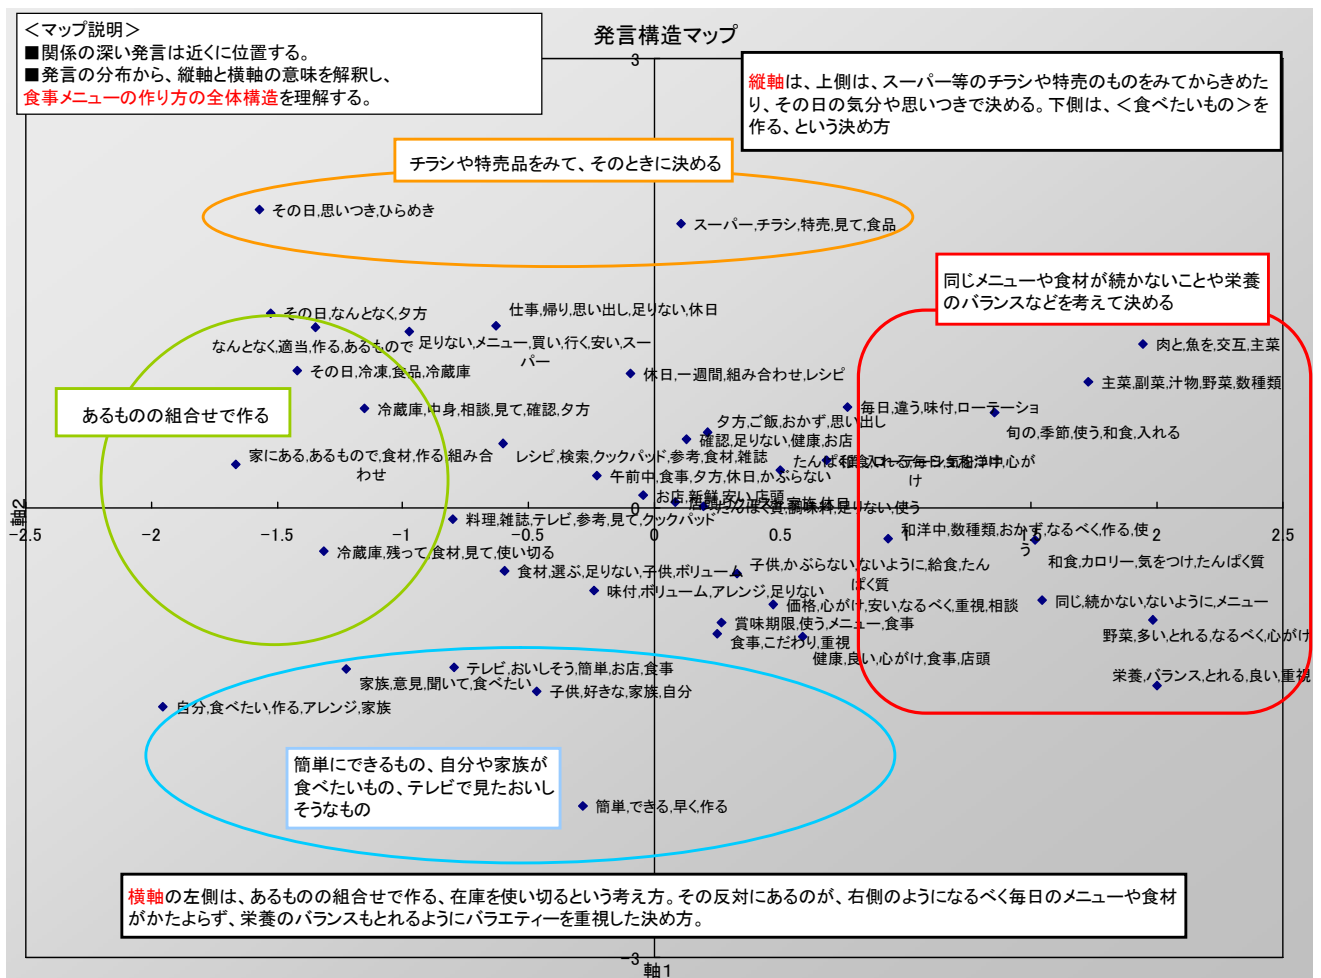 ＜マップ説明＞
■関係の深い発言は近くに位置する。
■発言の分布から、縦軸と横軸の意味を解釈し、
食事メニューの作り方の全体構造を理解する。
発言構造マップ
3
縦軸は、上側は、スーパー等のチラシや特売のものをみてからきめた
り、その日の気分や思いつきで決める。下側は、＜食べたいもの＞を
作る、という決め方
チラシや特売品をみて、そのときに決める
その日,思いつき,ひらめき
スーパー,チラシ,特売,見て,食品
同じメニューや食材が続かないことや栄養
のバランスなどを考えて決める
その日,なんとなく,夕方
仕事,帰り,思い出し,足りない,休日
なんとなく,適当,作る,あるもので
足りない,メニュー,買い,行く,安い,スー
パー
肉と,魚を,交互,主菜
その日,冷凍,食品,冷蔵庫
休日,一週間,組み合わせ,レシピ
主菜,副菜,汁物,野菜,数種類
あるものの組合せで作る
冷蔵庫,中身,相談,見て,確認,夕方
毎日,違う,味付,ローテーショ
夕方,ご飯,おかず,思い出し
旬の,季節,使う,和食,入れる
確認,足りない,健康,お店
家にある,あるもので,食材,作る,組み合
わせ
レシピ,検索,クックパッド,参考,食材,雑誌
午前中,食事,夕方,休日,かぶらない
お店,新鮮,安い,店頭
たんぱく質,調味料,足りない,使う
料理,雑誌,テレビ,参考,見て,クックパッド
0
-2.5
-2
-1.5
-1
-0.5
0
0.5
1
1.5
2
2.5
軸2
冷蔵庫,残って,食材,見て,使い切る
和洋中,数種類,おかず,なるべく,作る,使
う
和食,カロリー,気をつけ,たんぱく質
食材,選ぶ,足りない,子供,ボリューム
子供,かぶらない,ないように,給食,たん
ぱく質
味付,ボリューム,アレンジ,足りない
価格,心がけ,安い,なるべく,重視,相談
同じ,続かない,ないように,メニュー
賞味期限,使う,メニュー,食事
食事,こだわり,重視
野菜,多い,とれる,なるべく,心がけ
健康,良い,心がけ,食事,店頭
テレビ,おいしそう,簡単,お店,食事
家族,意見,聞いて,食べたい
栄養,バランス,とれる,良い,重視
子供,好きな,家族,自分
自分,食べたい,作る,アレンジ,家族
簡単にできるもの、自分や家族が
食べたいもの、テレビで見たおいし
そうなもの
簡単,できる,早く,作る
横軸の左側は、あるものの組合せで作る、在庫を使い切るという考え方。その反対にあるのが、右側のようになるべく毎日のメニューや食材
がかたよらず、栄養のバランスもとれるようにバラエティーを重視した決め方。
-3
軸1